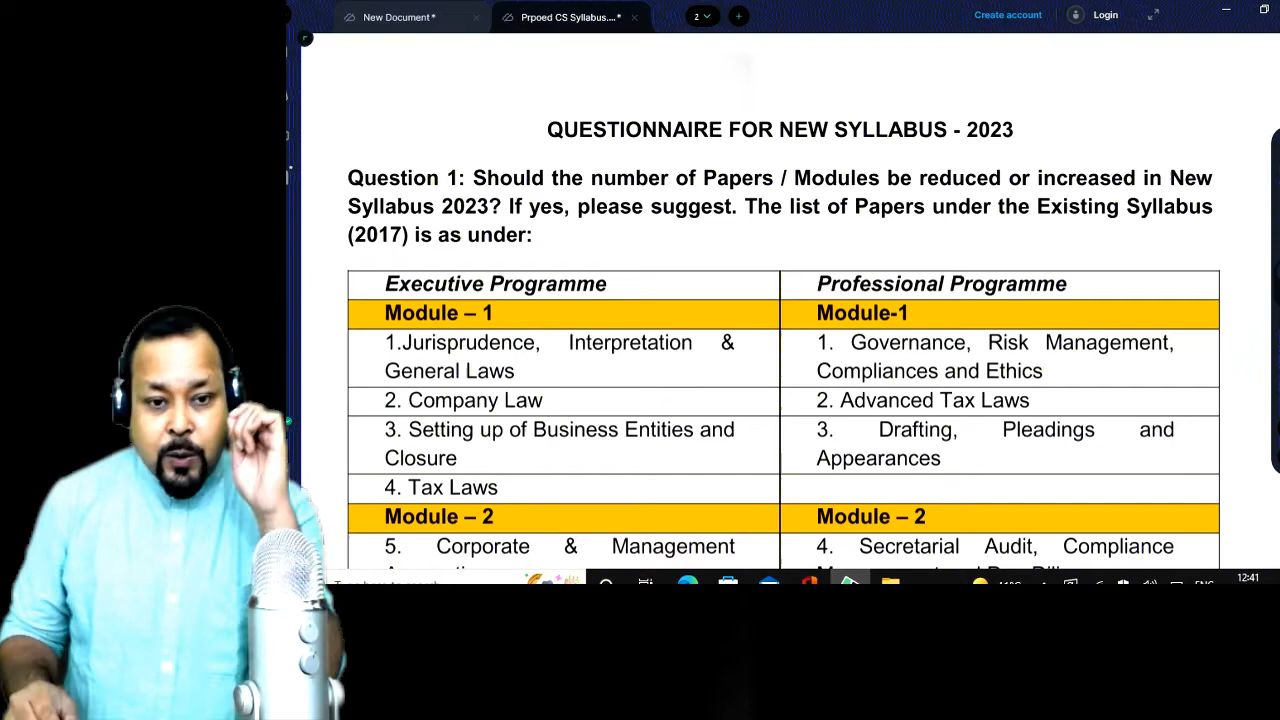 New Document*
Prpoed CS Syllabus....*
2
Create account
Login
QUESTIONNAIRE FOR NEW SYLLABUS - 2023
Question 1: Should the number of Papers / Modules be reduced or increased in New
Syllabus 2023? If yes, please suggest. The list of Papers under the Existing Syllabus
(2017) is as under:
Executive Programme
Professional Programme
Module – 1
Module-1
1.Jurisprudence, Interpretation &
General Laws
1. Governance, Risk Management,
Compliances and Ethics
2. Company Law
2. Advanced Tax Laws
3. Setting up of Business Entities and
Closure
3. Drafting, Pleadings and
Appearances
4. Tax Laws
Module – 2
Module – 2
5. Corporate & Management
4. Secretarial Audit, Compliance
12:41